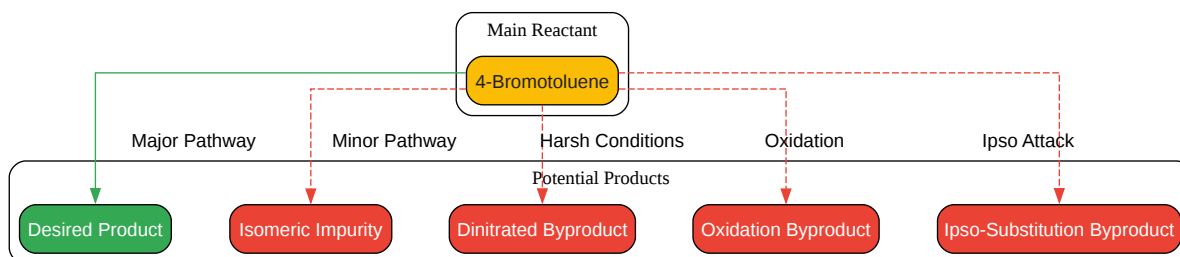 Main Reactant
4-Bromotoluene
Major Pathway
Minor Pathway
Harsh Conditions
Oxidation
Ipso Attack
Potential Products
Desired Product
Isomeric Impurity
Dinitrated Byproduct
Oxidation Byproduct
Ipso-Substitution Byproduct